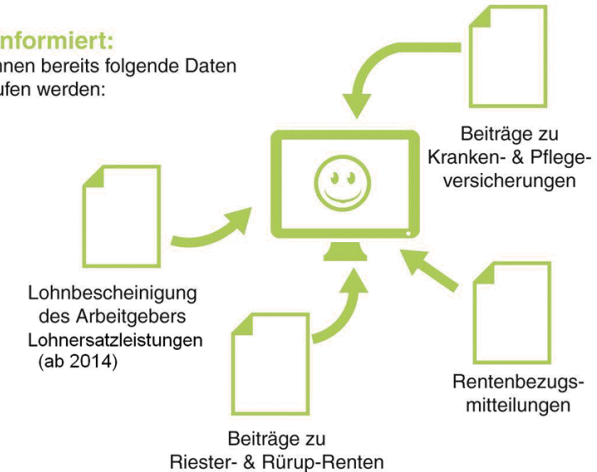 nformiert:
nnen bereits folgende Daten
ufen werden:
Beiträge zu
Kranken- & Pflege-
versicherungen
Lohnbescheinigung
des Arbeitgebers
Lohnersatzleistungen
(ab 2014)
Rentenbezugs-
mitteilungen
Beiträge zu
Riester- & Rürup-Renten